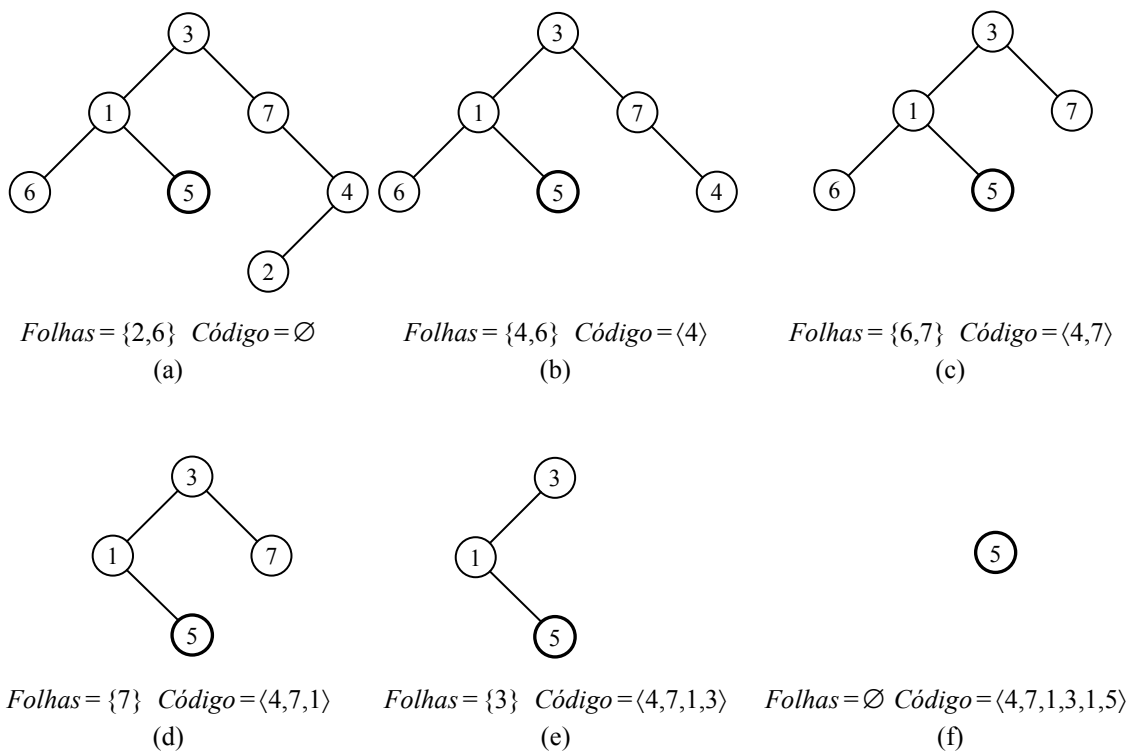 3
1 7
6 5 4
2
Folhas = {2,6} Código = ∅
(a)
3
1 7
6 5 4
Folhas = {4,6} Código = ⟨4⟩
(b)
3
1 7
6 5
Folhas = {6,7} Código = ⟨4,7⟩
(c)
3
1 7
5
Folhas = {7} Código = ⟨4,7,1⟩
(d)
3
1
5
Folhas = {3} Código = ⟨4,7,1,3⟩
(e)
5
Folhas = ∅ Código = ⟨4,7,1,3,1,5⟩
(f)